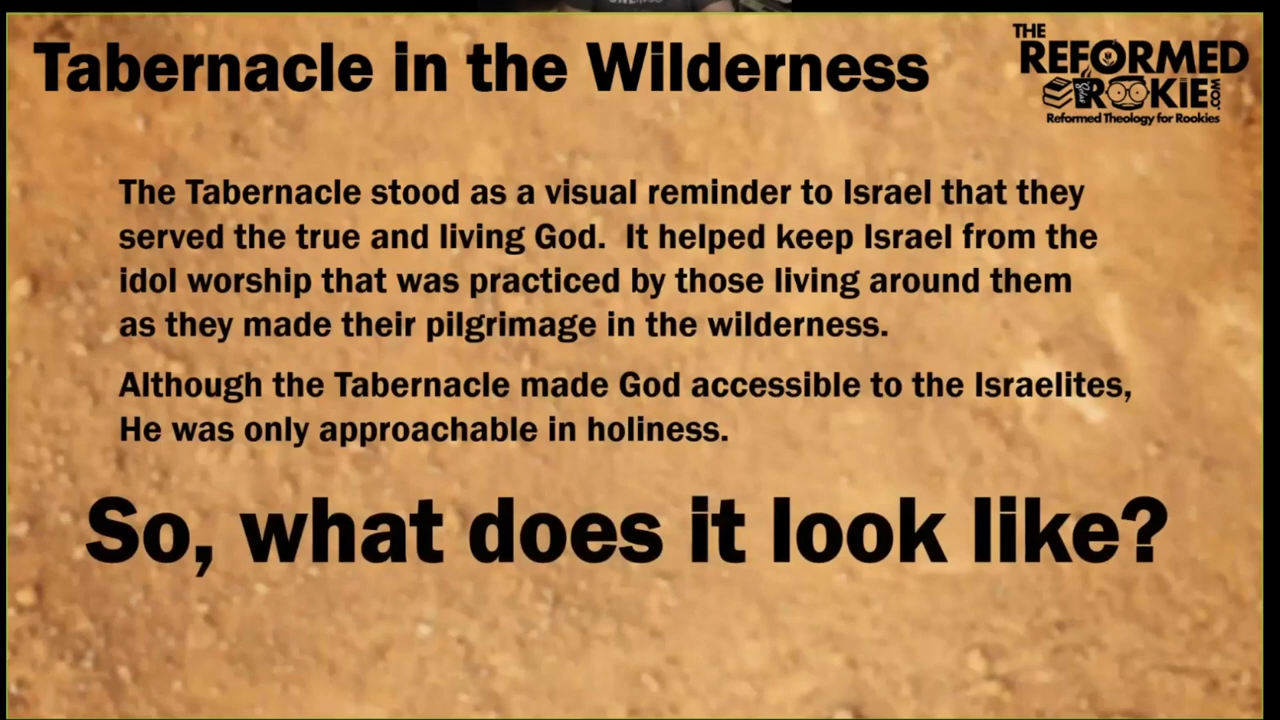 Tabernacle in the Wilderness
THE
REFORMED
ROOKIE
.COM
Reformed Theology for Rookies
The Tabernacle stood as a visual reminder to Israel that they
served the true and living God.  It helped keep Israel from the
idol worship that was practiced by those living around them
as they made their pilgrimage in the wilderness.
Although the Tabernacle made God accessible to the Israelites,
He was only approachable in holiness.
So, what does it look like?